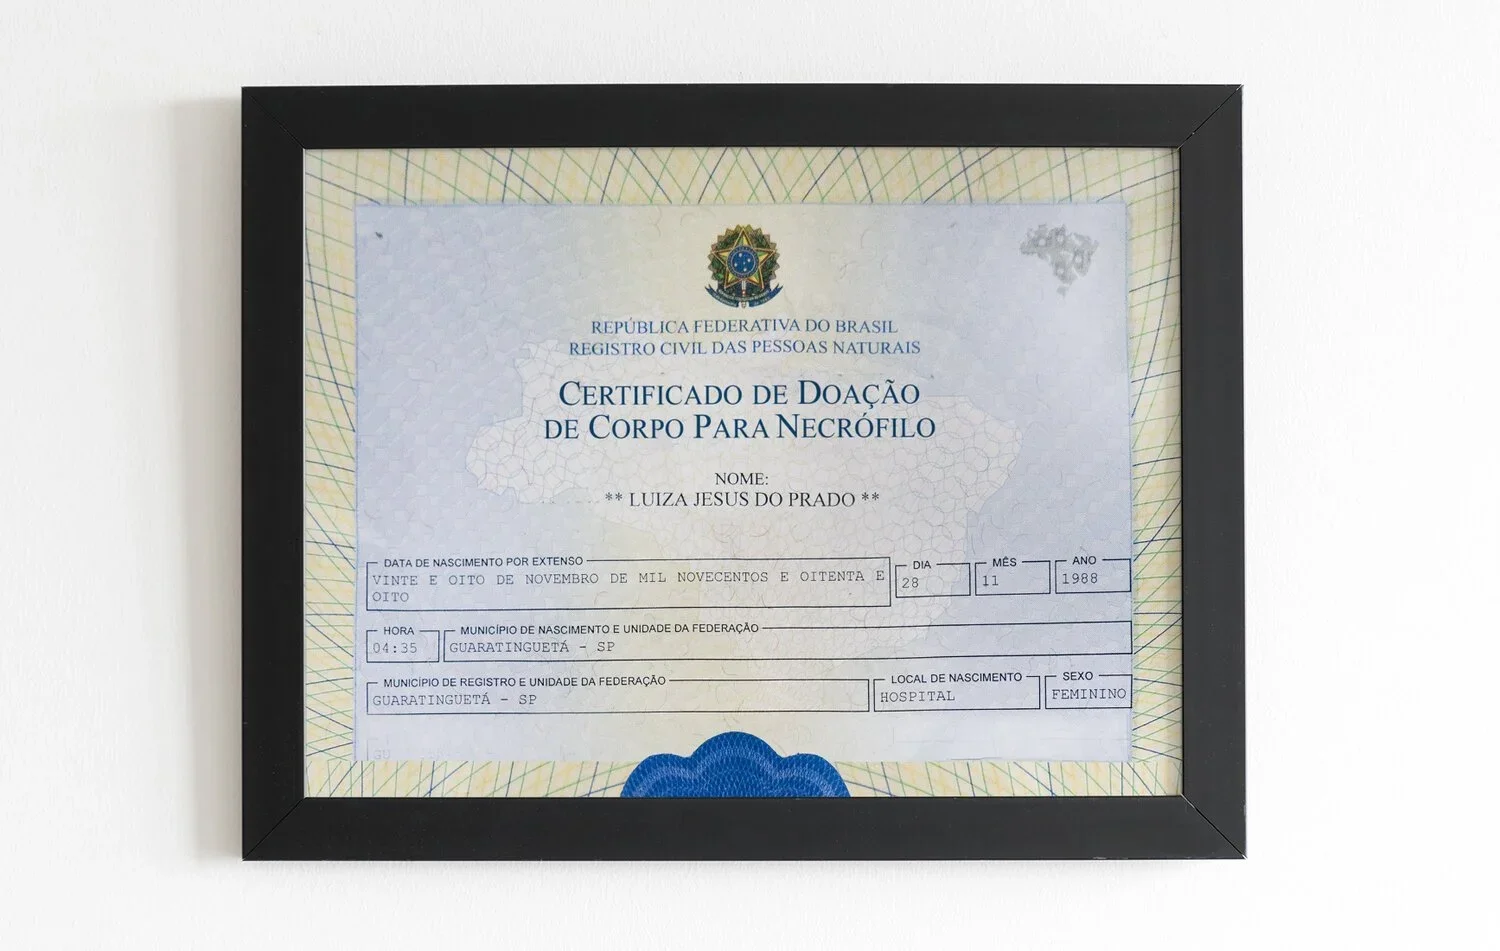 REPÚBLICA FEDERATIVA DO BRASIL
REGISTRO CIVIL DAS PESSOAS NATURAIS
CERTIFICADO DE DOAÇÃO
DE CORPO PARA NECRÓFILO
NOME:
** LUIZA JESUS DO PRADO **
DATA DE NASCIMENTO POR EXTENSO
VINTE E OITO DE NOVEMBRO DE MIL NOVECENTOS E OITENTA E
OITO
DIA
28
MÊS
11
ANO
1988
HORA
04:35
MUNICÍPIO DE NASCIMENTO E UNIDADE DA FEDERAÇÃO
GUARATINGUETÁ - SP
MUNICÍPIO DE REGISTRO E UNIDADE DA FEDERAÇÃO
GUARATINGUETÁ - SP
LOCAL DE NASCIMENTO
HOSPITAL
SEXO
FEMININO
GU